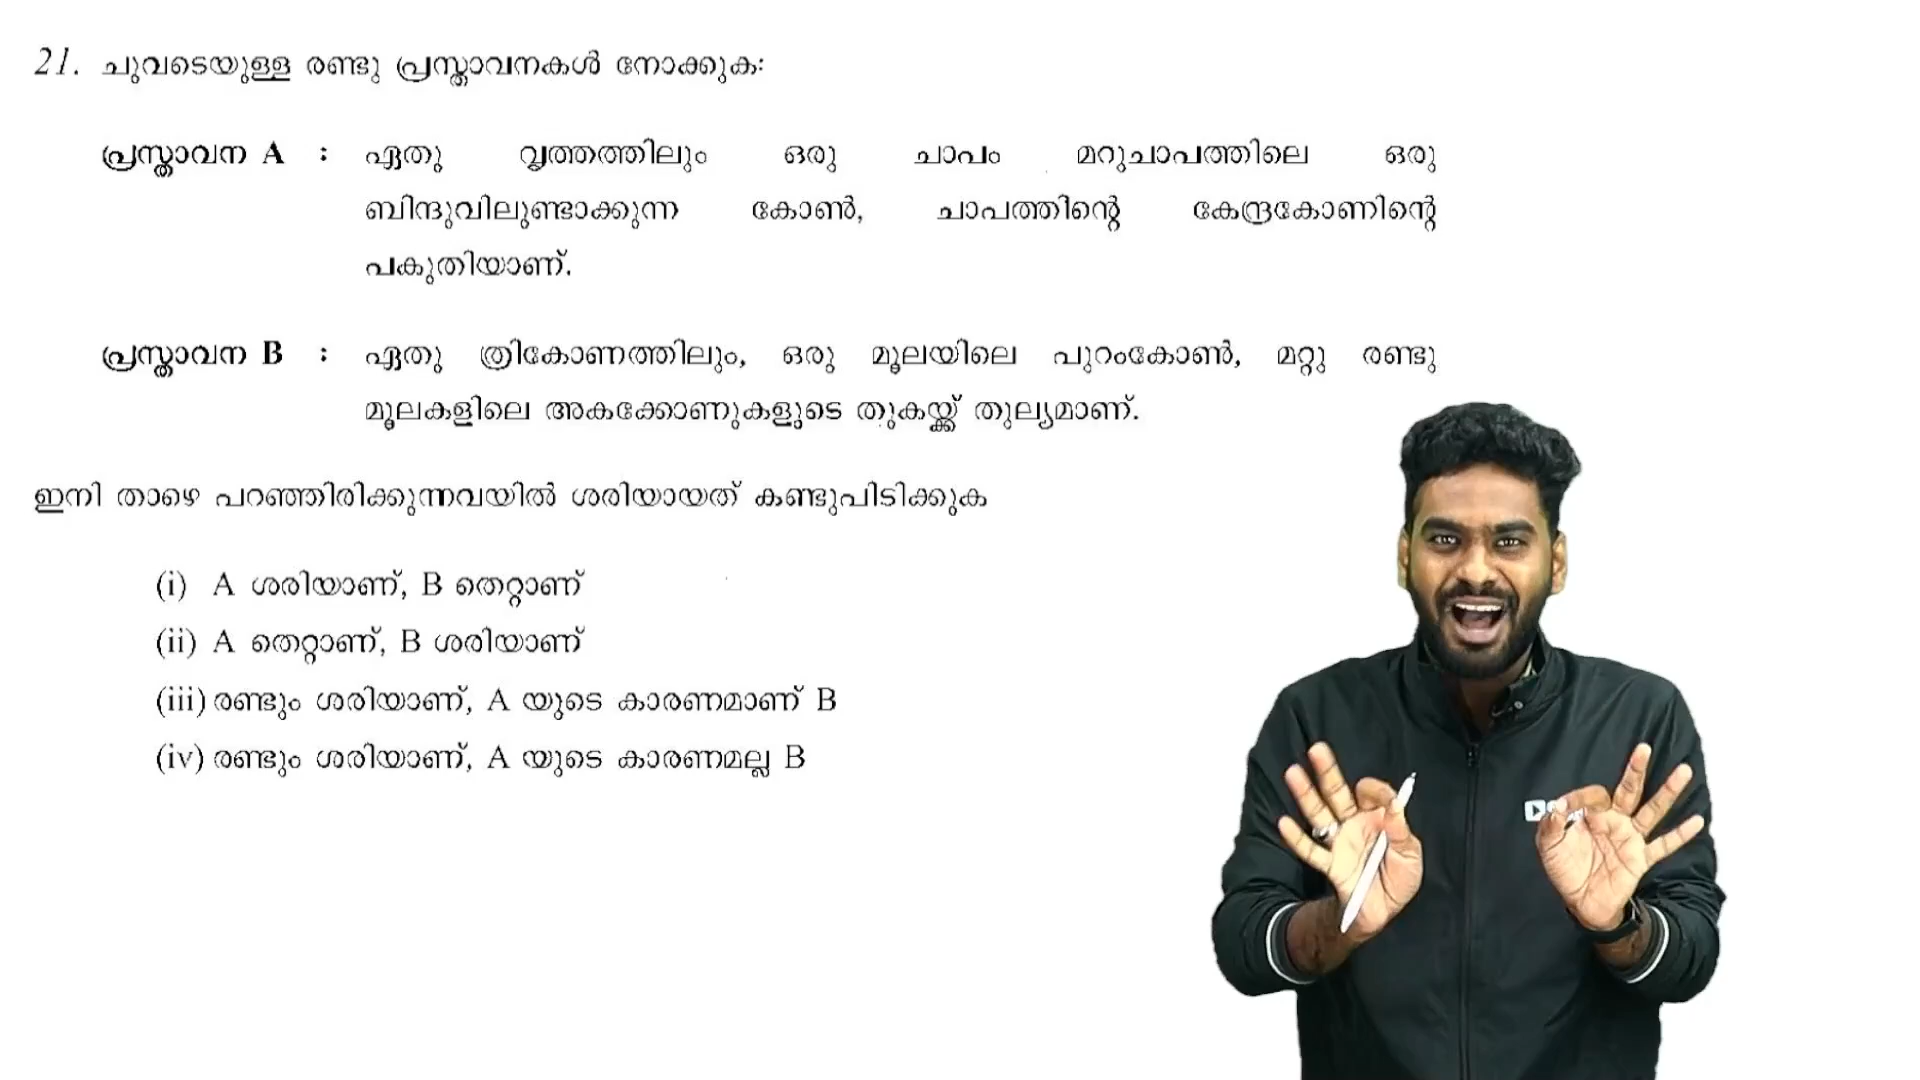 21. ചുവടെയുള്ള രണ്ടു പ്രസ്താവനകൾ നോക്കുക:
പ്രസ്താവന A : ഏതു വൃത്തത്തിലും ഒരു ചാപം മറുചാപത്തിലെ ഒരു
ബിന്ദുവിലുണ്ടാക്കുന്ന കോൺ, ചാപത്തിന്റെ കേന്ദ്രകോണിന്റെ
പകുതിയാണ്.
പ്രസ്താവന B : ഏതു ത്രികോണത്തിലും, ഒരു മൂലയിലെ പുറംകോൺ, മറ്റു രണ്ടു
മൂലകളിലെ അകക്കോണുകളുടെ തുകയ്ക്ക് തുല്യമാണ്.
ഇനി താഴെ പറഞ്ഞിരിക്കുന്നവയിൽ ശരിയായത് കണ്ടുപിടിക്കുക
(i) A ശരിയാണ്, B തെറ്റാണ്
(ii) A തെറ്റാണ്, B ശരിയാണ്
(iii) രണ്ടും ശരിയാണ്, A യുടെ കാരണമാണ് B
(iv) രണ്ടും ശരിയാണ്, A യുടെ കാരണമല്ല B